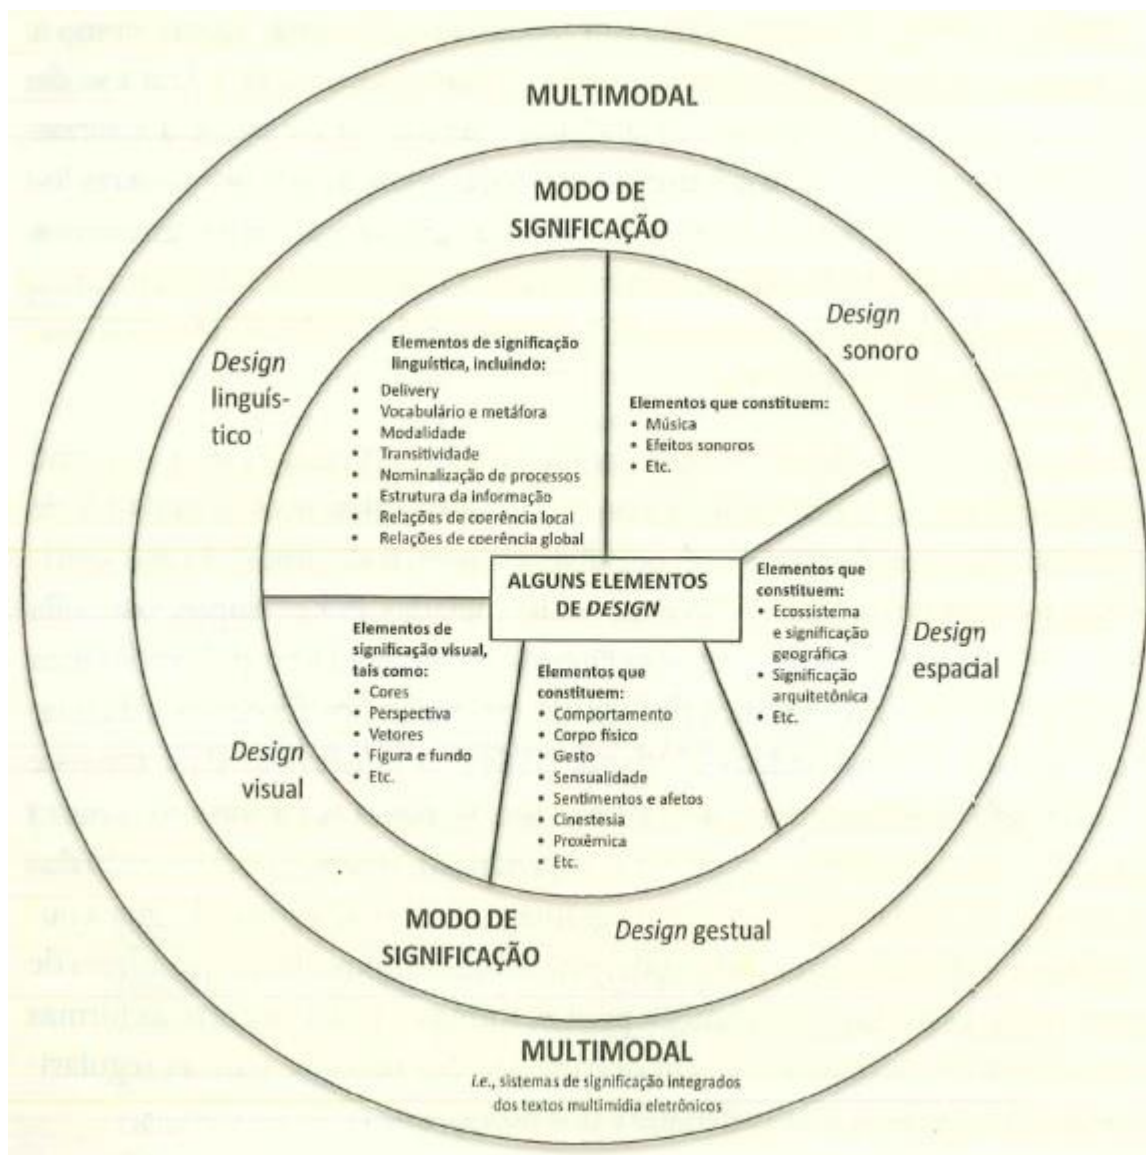 MULTIMODAL
MODO DE
SIGNIFICAÇÃO
Design
sonoro
Design
linguís-
tico
Elementos de significação
linguística, incluindo:
• Delivery
• Vocabulário e metáfora
• Modalidade
• Transitividade
• Nominalização de processos
• Estrutura da informação
• Relações de coerência local
• Relações de coerência global
Elementos que constituem:
• Música
• Efeitos sonoros
• Etc.
ALGUNS ELEMENTOS
DE DESIGN
Elementos que
constituem:
• Ecossistema
e significação
geográfica
• Significação
arquitetônica
• Etc.
Design
espacial
Elementos de
significação visual,
tais como:
• Cores
• Perspectiva
• Vetores
• Figura e fundo
• Etc.
Design
visual
Elementos que
constituem:
• Comportamento
• Corpo físico
• Gesto
• Sensualidade
• Sentimentos e afetos
• Cinestesia
• Proxêmica
• Etc.
MODO DE
SIGNIFICAÇÃO
Design gestual
MULTIMODAL
i.e., sistemas de significação integrados
dos textos multimídia eletrônicos